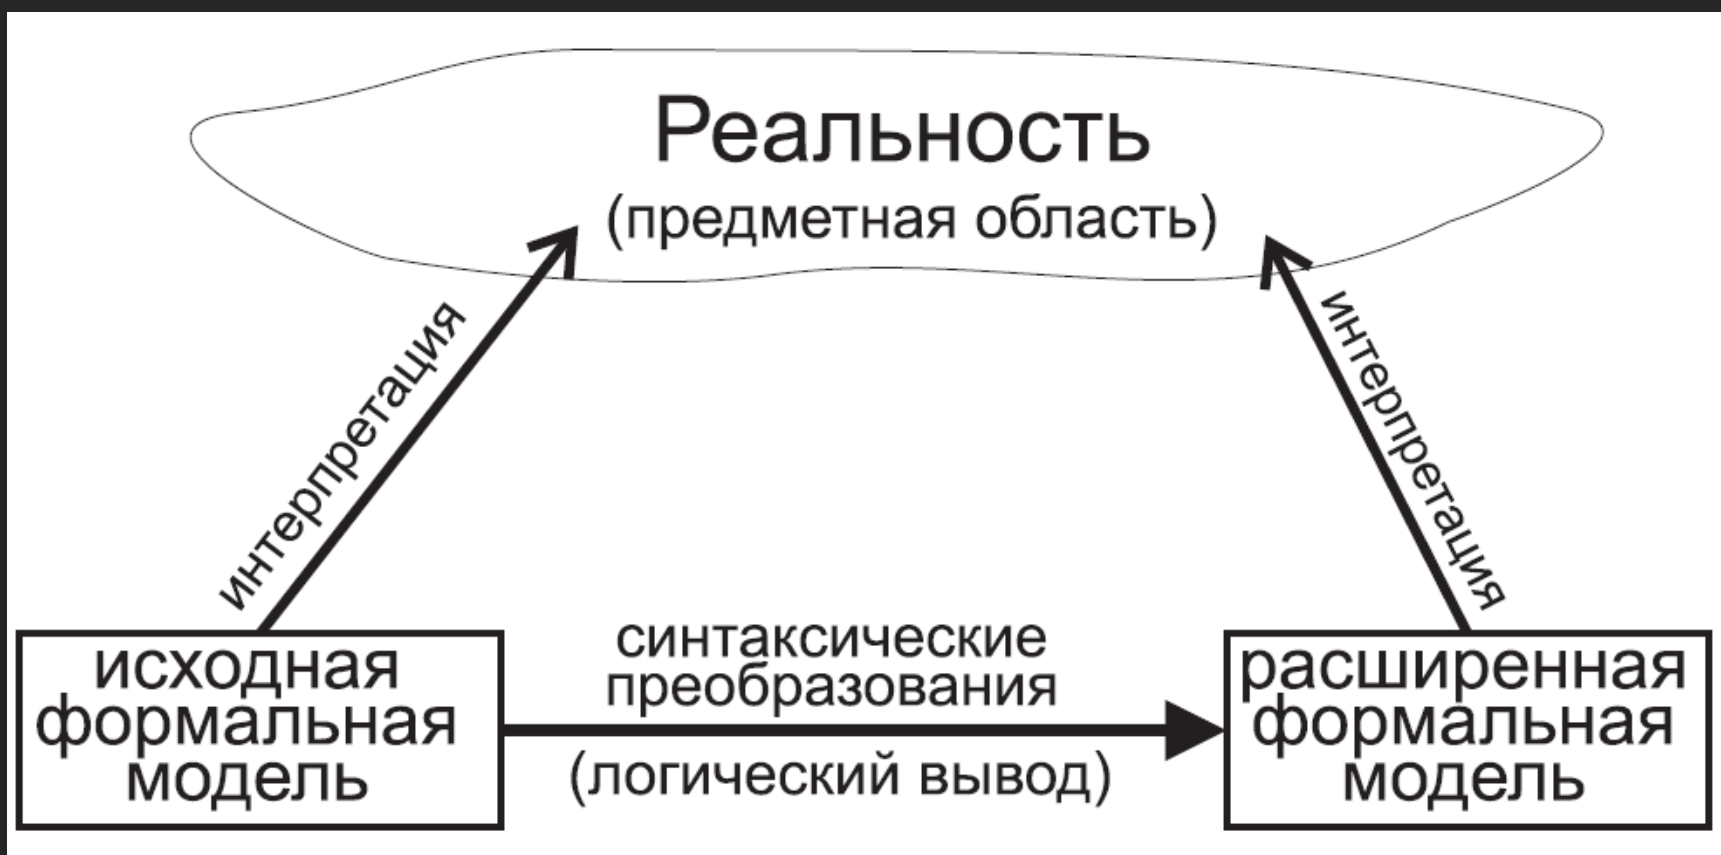 Реальность
(предметная область)
интерпретация
интерпретация
исходная
формальная
модель
синтаксические
преобразования
(логический вывод)
расширенная
формальная
модель